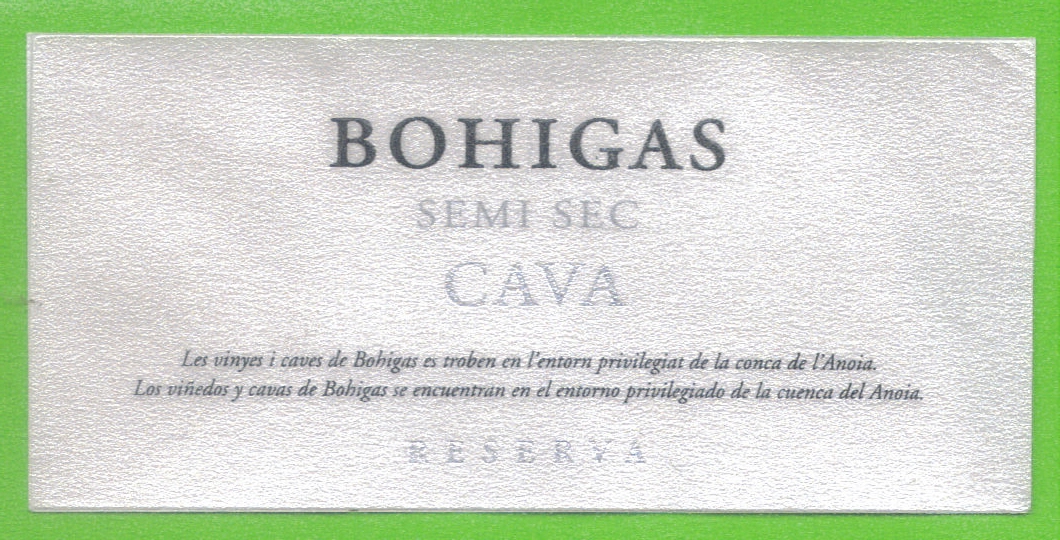 BOHIGAS
SEMI SEC
CAVA
Les vinyes i caves de Bohigas es troben en l'entorn privilegiat de la conca de l'Anoia.
Los viñedos y cavas de Bohigas se encuentran en el entorno privilegiado de la cuenca del Anoia.
RESERVA